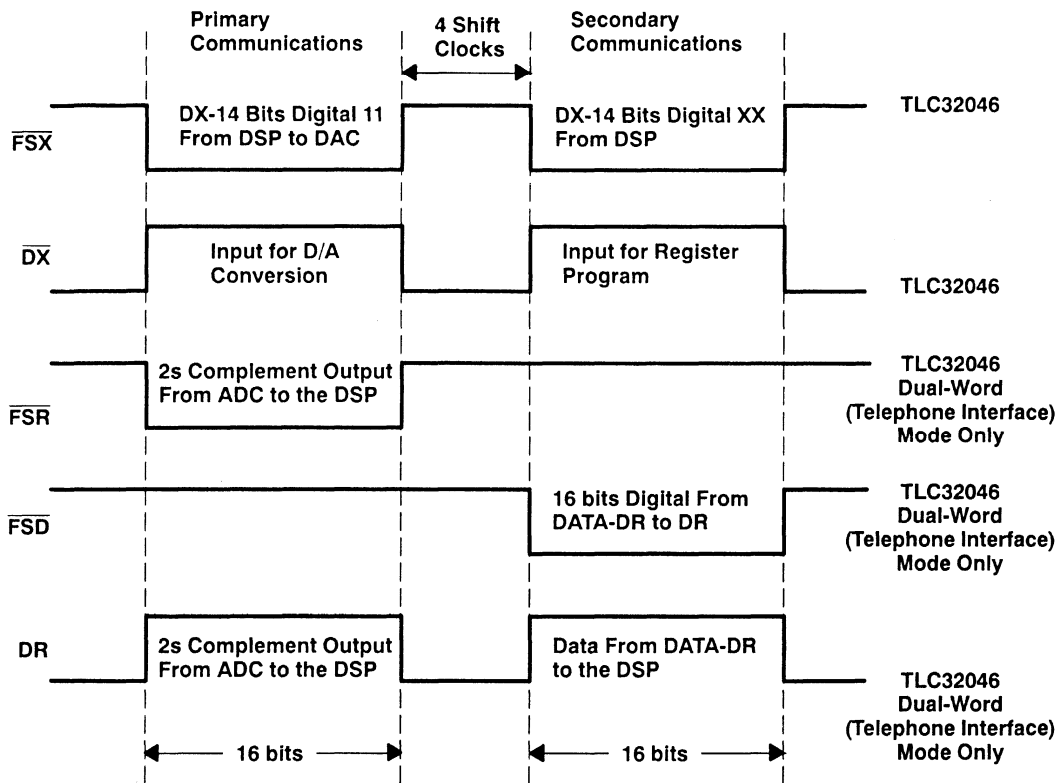 Primary
Communications
4 Shift
Clocks
Secondary
Communications
FSX
DX-14 Bits Digital 11
From DSP to DAC
DX-14 Bits Digital XX
From DSP
TLC32046
DX
Input for D/A
Conversion
Input for Register
Program
TLC32046
FSR
2s Complement Output
From ADC to the DSP
TLC32046
Dual-Word
(Telephone Interface)
Mode Only
FSD
16 bits Digital From
DATA-DR to DR
TLC32046
Dual-Word
(Telephone Interface)
Mode Only
DR
2s Complement Output
From ADC to the DSP
Data From DATA-DR
to the DSP
TLC32046
Dual-Word
(Telephone Interface)
Mode Only
16 bits
16 bits